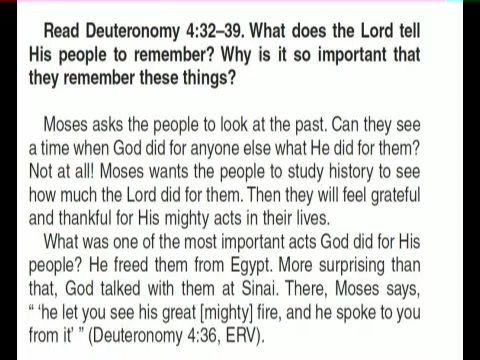 Read Deuteronomy 4:32–39. What does the Lord tell
His people to remember? Why is it so important that
they remember these things?
Moses asks the people to look at the past. Can they see
a time when God did for anyone else what He did for them?
Not at all! Moses wants the people to study history to see
how much the Lord did for them. Then they will feel grateful
and thankful for His mighty acts in their lives.
What was one of the most important acts God did for His
people? He freed them from Egypt. More surprising than
that, God talked with them at Sinai. There, Moses says,
“ ‘he let you see his great [mighty] fire, and he spoke to you
from it’ ” (Deuteronomy 4:36, ERV).